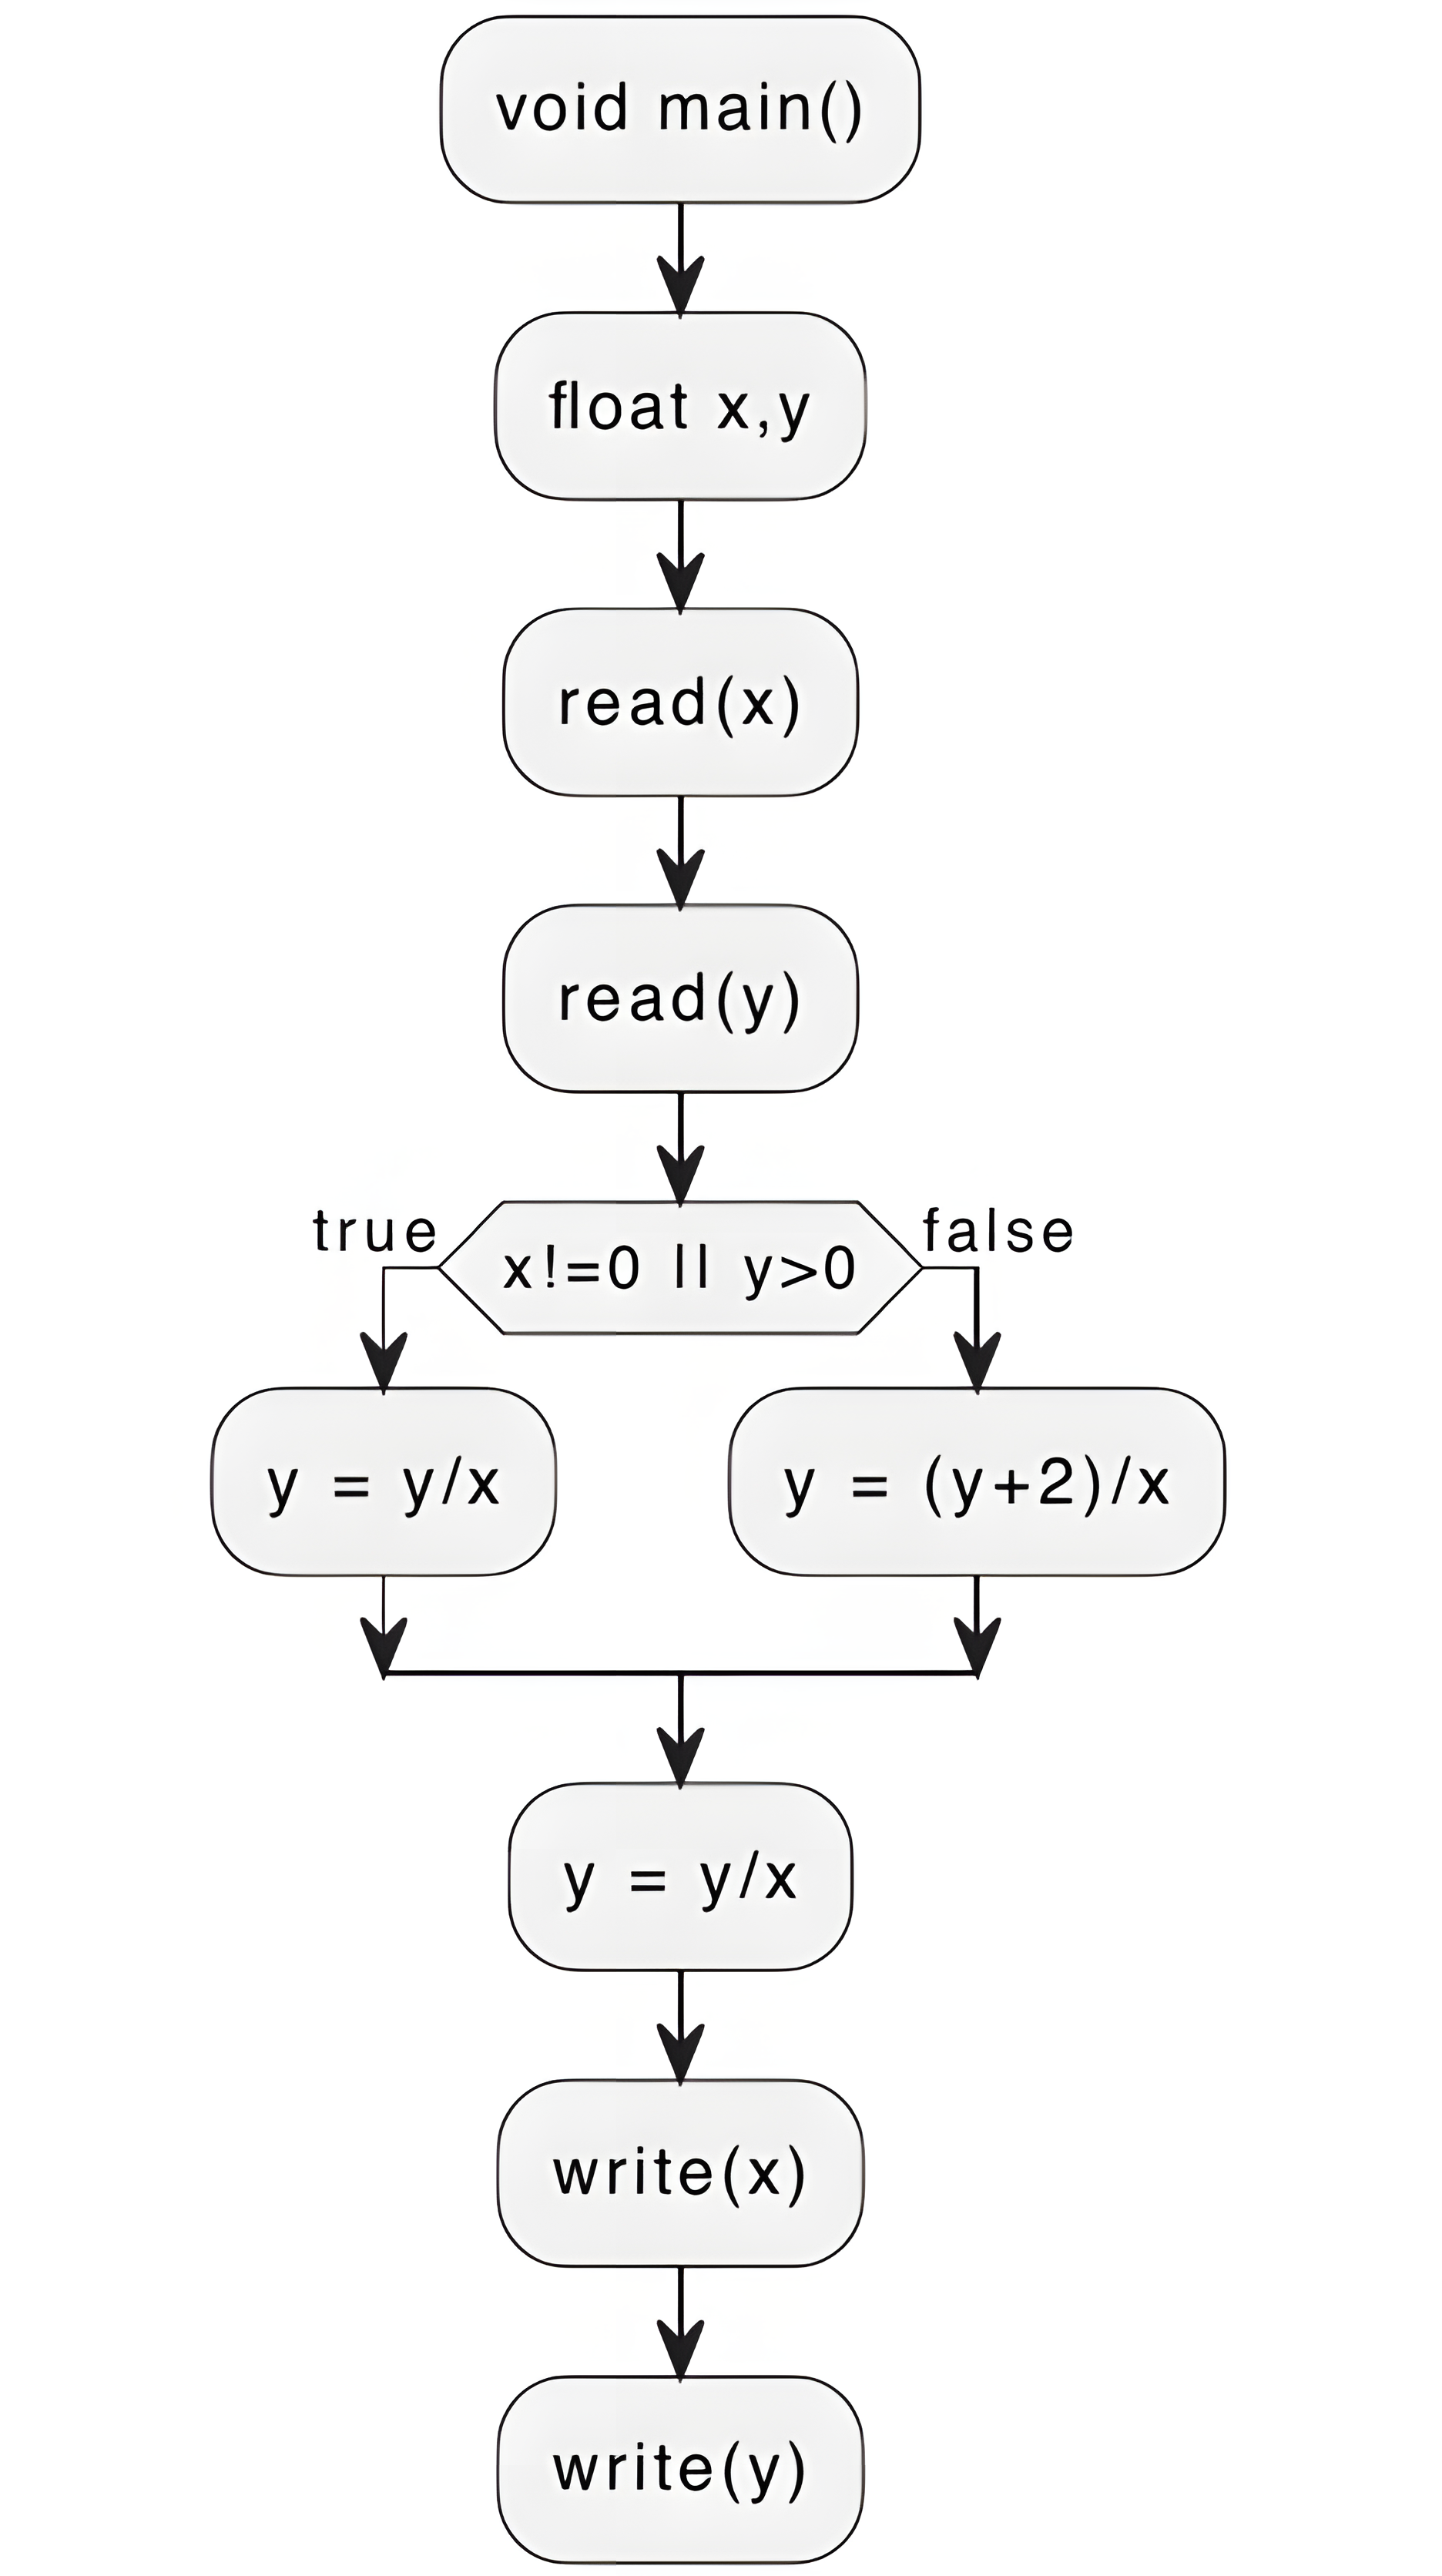 void main()
float x,y
read(x)
read(y)
true
x!=0 || y>0
false
y = y/x
y = (y+2)/x
y = y/x
write(x)
write(y)